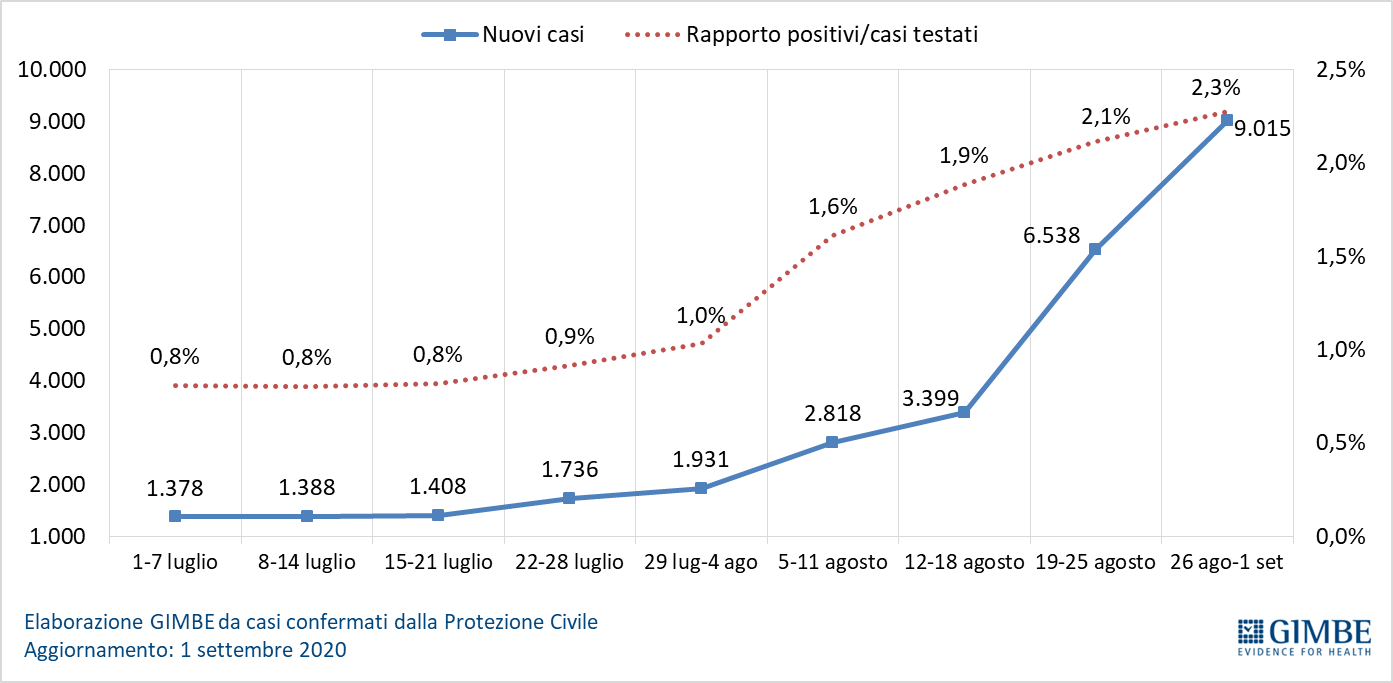 Nuovi casi Rapporto positivi/casi testati
10.000 2,5%
2,3%
9.000 2,1% 9.015
8.000 1,9% 2,0%
7.000 1,6%
6.538
6.000 1,5%
5.000 1,0%
0,8% 0,8% 0,8% 0,9% 1,0%
4.000
2.818 3.399
3.000 0,5%
1.378 1.388 1.408 1.736 1.931
2.000
1.000 0,0%
1-7 luglio 8-14 luglio 15-21 luglio 22-28 luglio 29 lug-4 ago 5-11 agosto 12-18 agosto 19-25 agosto 26 ago-1 set
Elaborazione GIMBE da casi confermati dalla Protezione Civile
Aggiornamento: 1 settembre 2020
GIMBE
EVIDENCE FOR HEALTH